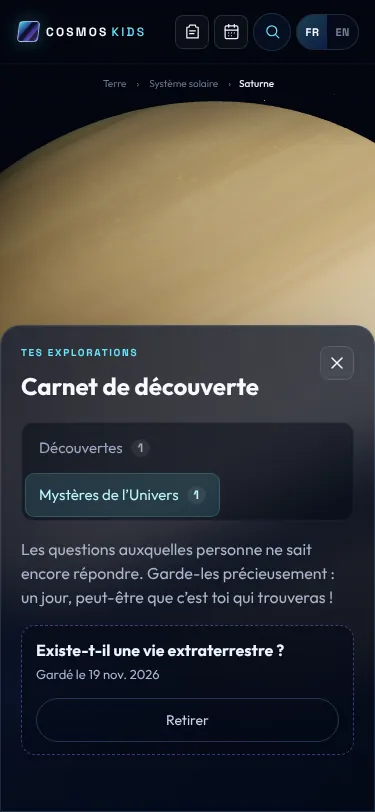 COSMOS KIDS
FR EN
Terre › Système solaire › Saturne
TES EXPLORATIONS
Carnet de découverte
Découvertes 1
Mystères de l’Univers 1
Les questions auxquelles personne ne sait
encore répondre. Garde-les précieusement :
un jour, peut-être que c’est toi qui trouveras !
Existe-t-il une vie extraterrestre ?
Gardé le 19 nov. 2026
Retirer